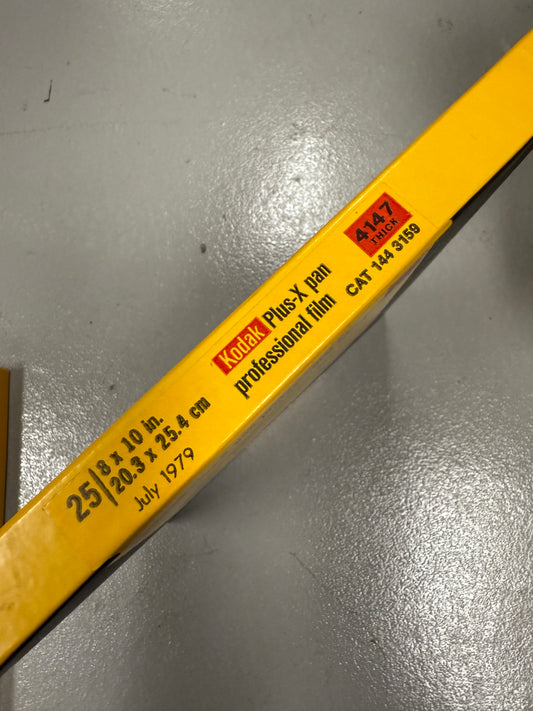 25 8 x 10 in.
20.3 x 25.4 cm
July 1979
Kodak Plus-X pan
professional film
4147
THICK
CAT 144 3159